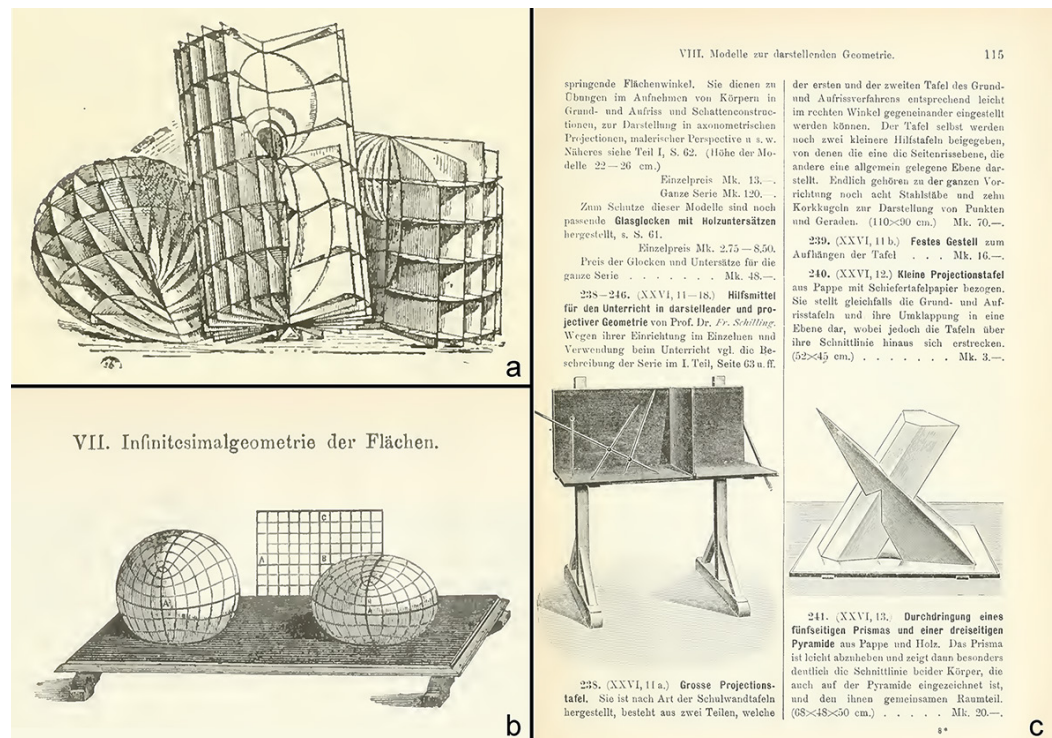 a
VII. Infinitesimalgeometrie der Flächen.
A
B
C
A
A
b
VIII. Modelle zur darstellenden Geometrie.
115
springende Flächenwinkel. Sie dienen zu
Übungen im Aufnehmen von Körpern in
Grund- und Aufriss und Schattenconstruc-
tionen, zur Darstellung in axonometrischen
Projectionen, malerischer Perspective u. s. w.
Näheres siehe Teil I, S. 62. (Höhe der Mo-
delle 22—26 cm.)
Einzelpreis Mk. 13.—.
Ganze Serie Mk. 120.—.
Zum Schutze dieser Modelle sind noch
passende Glasglocken mit Holzuntersätzen
hergestellt, s. S. 61.
Einzelpreis Mk. 2.75—8.50.
Preis der Glocken und Untersätze für die
ganze Serie . . . . . . . Mk. 48.—.
238—246. (XXVI, 11—18.) Hilfsmittel
für den Unterricht in darstellender und pro-
jectiver Geometrie von Prof. Dr. Fr. Schilling.
Wegen ihrer Einrichtung im Einzelnen und
Verwendung beim Unterricht vgl. die Be-
schreibung der Serie im I. Teil, Seite 63 u. ff.
238. (XXVI, 11a.) Grosse Projections-
tafel. Sie ist nach Art der Schulwandtafeln
hergestellt, besteht aus zwei Teilen, welche
der ersten und der zweiten Tafel des Grund-
und Aufrissverfahrens entsprechend leicht
im rechten Winkel gegeneinander eingestellt
werden können. Der Tafel selbst werden
noch zwei kleinere Hilfstafeln beigegeben,
von denen die eine die Seitenrissebene, die
andere eine allgemein gelegene Ebene dar-
stellt. Endlich gehören zu der ganzen Vor-
richtung noch acht Stahlstäbe und zehn
Korkkugeln zur Darstellung von Punkten
und Geraden. (110×90 cm.) Mk. 70.—.
239. (XXVI, 11b.) Festes Gestell zum
Aufhängen der Tafel . . . Mk. 16.—.
240. (XXVI, 12.) Kleine Projectionstafel
aus Pappe mit Schiefertafelpapier bezogen.
Sie stellt gleichfalls die Grund- und Auf-
risstafeln und ihre Umklappung in eine
Ebene dar, wobei jedoch die Tafeln über
ihre Schnittlinie hinaus sich erstrecken.
(52×45 cm.) . . . . . . . Mk. 3.—.
241. (XXVI, 13.) Durchdringung eines
fünfseitigen Prismas und einer dreiseitigen
Pyramide aus Pappe und Holz. Das Prisma
ist leicht abzuheben und zeigt dann besonders
deutlich die Schnittlinie beider Körper, die
auch auf der Pyramide eingezeichnet ist,
und den ihnen gemeinsamen Raumteil.
(68×48×50 cm.) . . . . . Mk. 20.—.
8*
c